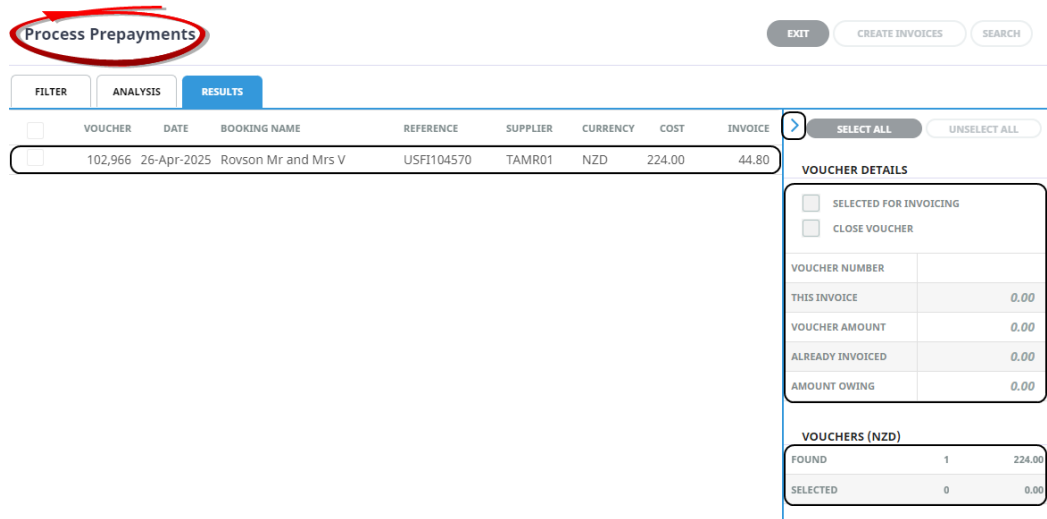 Process Prepayments
EXIT CREATE INVOICES SEARCH
FILTER ANALYSIS RESULTS
VOUCHER DATE BOOKING NAME REFERENCE SUPPLIER CURRENCY COST INVOICE
102,966 26-Apr-2025 Rovson Mr and Mrs V USFI104570 TAMR01 NZD 224.00 44.80
SELECT ALL UNSELECT ALL
VOUCHER DETAILS
SELECTED FOR INVOICING
CLOSE VOUCHER
VOUCHER NUMBER
THIS INVOICE 0.00
VOUCHER AMOUNT 0.00
ALREADY INVOICED 0.00
AMOUNT OWING 0.00
VOUCHERS (NZD)
FOUND 1 224.00
SELECTED 0 0.00